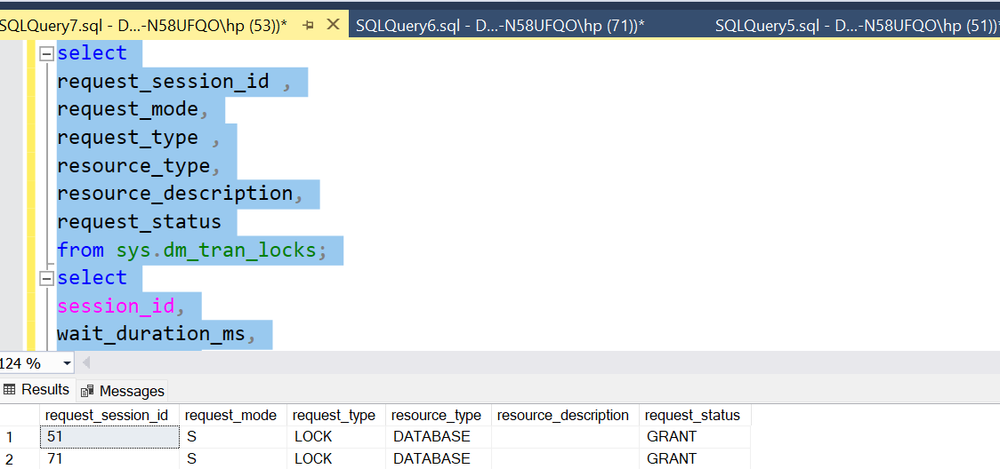 SQLQuery7.sql - D...-N58UFQO\hp (53))* SQLQuery6.sql - D...-N58UFQO\hp (71))* SQLQuery5.sql - D...-N58UFQO\hp (51))*
select
request_session_id ,
request_mode,
request_type ,
resource_type,
resource_description,
request_status
from sys.dm_tran_locks;
select
session_id,
wait_duration_ms,
124 %
Results Messages
request_session_id request_mode request_type resource_type resource_description request_status
1 51 S LOCK DATABASE GRANT
2 71 S LOCK DATABASE GRANT